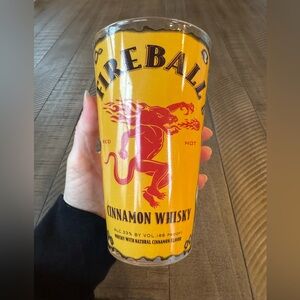 FIREBALL
RED HOT
CINNAMON WHISKY
ALC 33% BY VOL (66 PROOF)
WHISKY WITH NATURAL CINNAMON FLAVOR